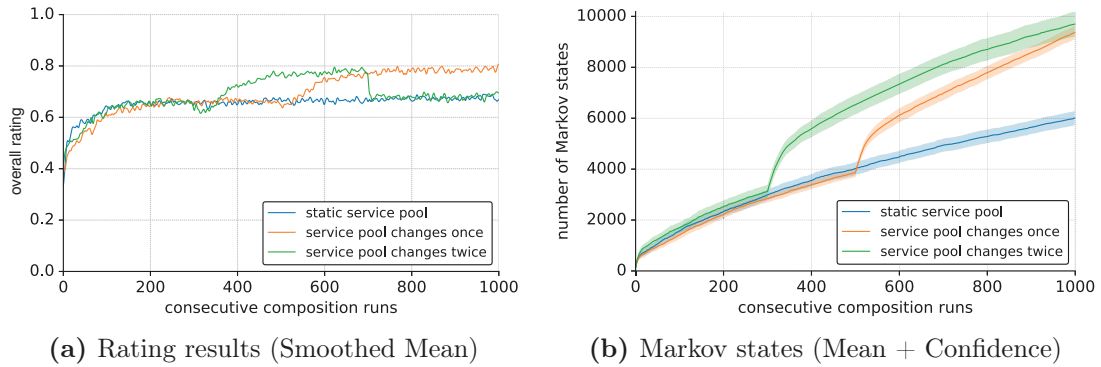 1.0
0.8
0.6
0.4
0.2
0.0
overall rating
static service pool
service pool changes once
service pool changes twice
0 200 400 600 800 1000
consecutive composition runs
(a) Rating results (Smoothed Mean)
10000
8000
6000
4000
2000
0
number of Markov states
static service pool
service pool changes once
service pool changes twice
0 200 400 600 800 1000
consecutive composition runs
(b) Markov states (Mean + Confidence)